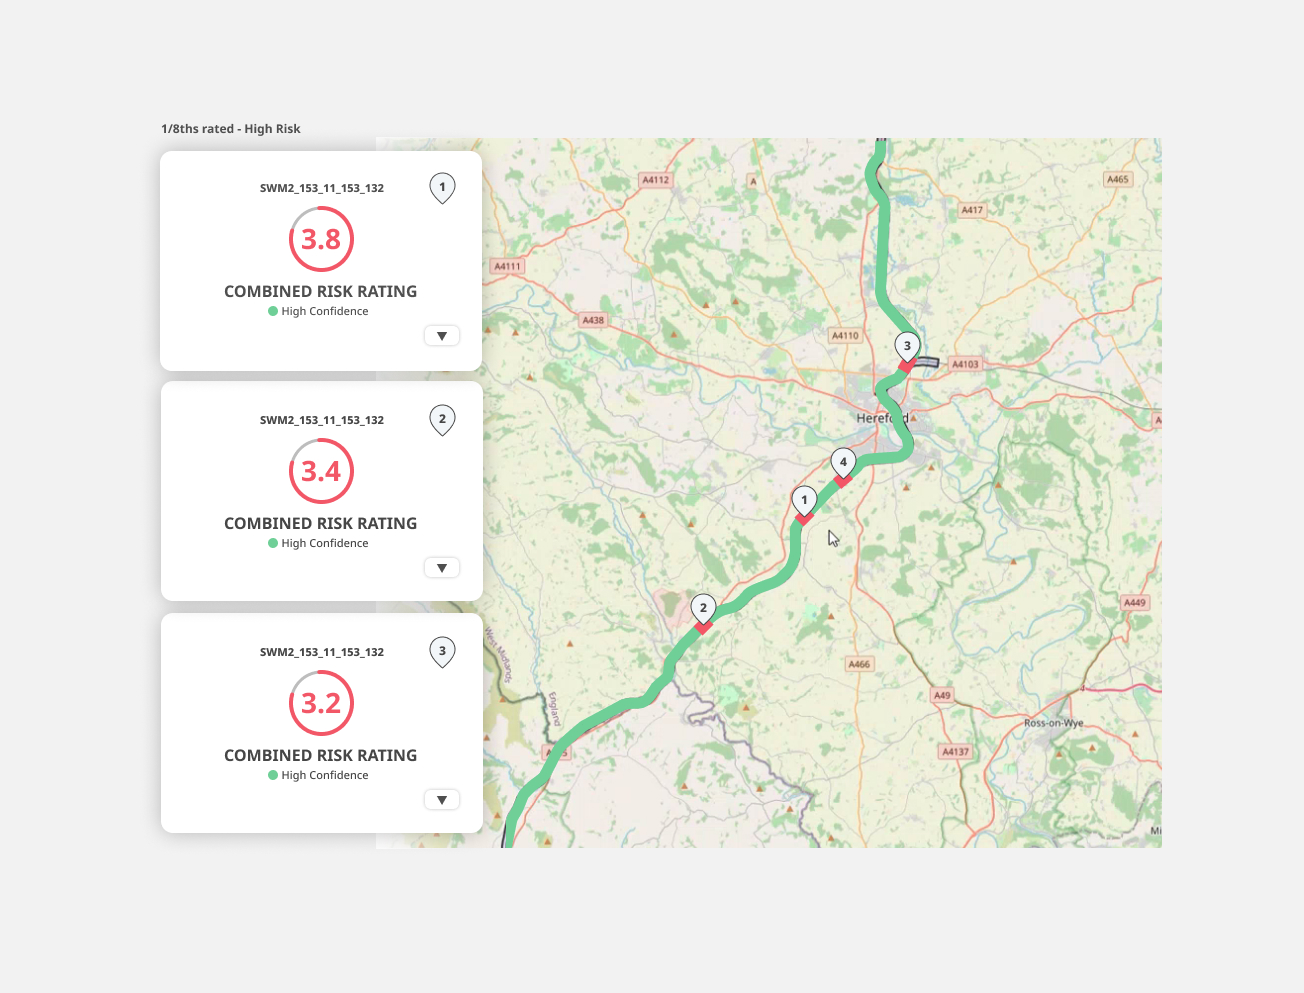 1/8ths rated - High Risk
SWM2_153_11_153_132
1
3.8
COMBINED RISK RATING
High Confidence
SWM2_153_11_153_132
2
3.4
COMBINED RISK RATING
High Confidence
SWM2_153_11_153_132
3
3.2
COMBINED RISK RATING
High Confidence
A4112
A
A465
A417
A4111
A438
A4110
3
A4103
Hereford
4
1
2
A449
West Midlands
England
A466
A49
4
Ross-on-Wye
A4137